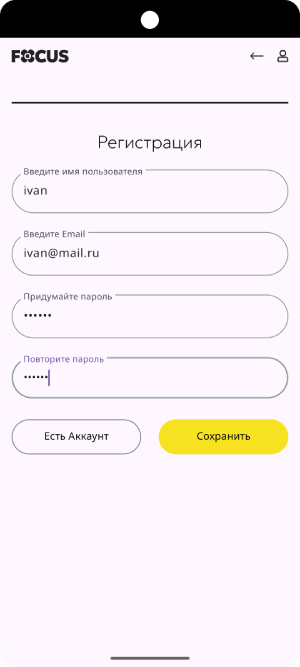 FOCUS
Регистрация
Введите имя пользователя
ivan
Введите Email
ivan@mail.ru
Придумайте пароль
••••••
Повторите пароль
••••••
Есть Аккаунт
Сохранить